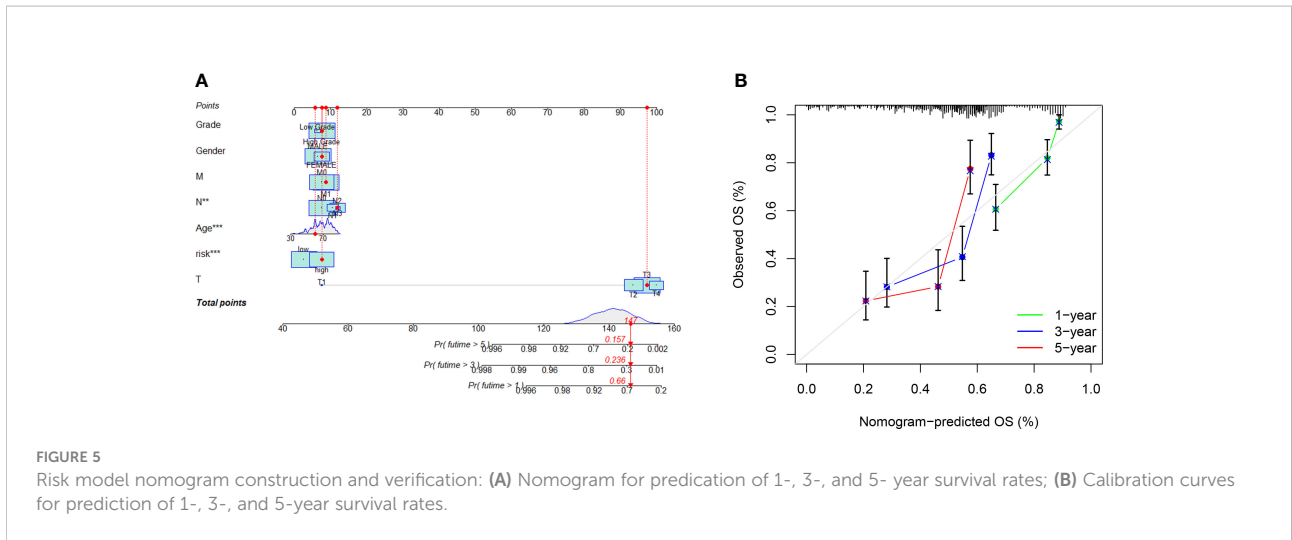 A
Points
0 10 20 30 40 50 60 70 80 90 100
Grade
Low Grade
High Grade
Gender
MALE
FEMALE
M
M0
M1
N**
N0
N2
N3
Age***
30 70
risk***
low
high
T
T1
T2
T3
T4
Total points
40 60 80 100 120 140 160
147
Pr( futime > 5)
0.157
0.996 0.98 0.92 0.7 0.2 0.002
Pr( futime > 3)
0.236
0.998 0.99 0.96 0.8 0.3 0.01
Pr( futime > 1)
0.66
0.996 0.98 0.92 0.7 0.2
B
Observed OS (%)
1.0
0.8
0.6
0.4
0.2
0.0
0.0 0.2 0.4 0.6 0.8 1.0
Nomogram−predicted OS (%)
1−year
3−year
5−year
FIGURE 5
Risk model nomogram construction and verification: (A) Nomogram for predication of 1-, 3-, and 5- year survival rates; (B) Calibration curves
for prediction of 1-, 3-, and 5-year survival rates.